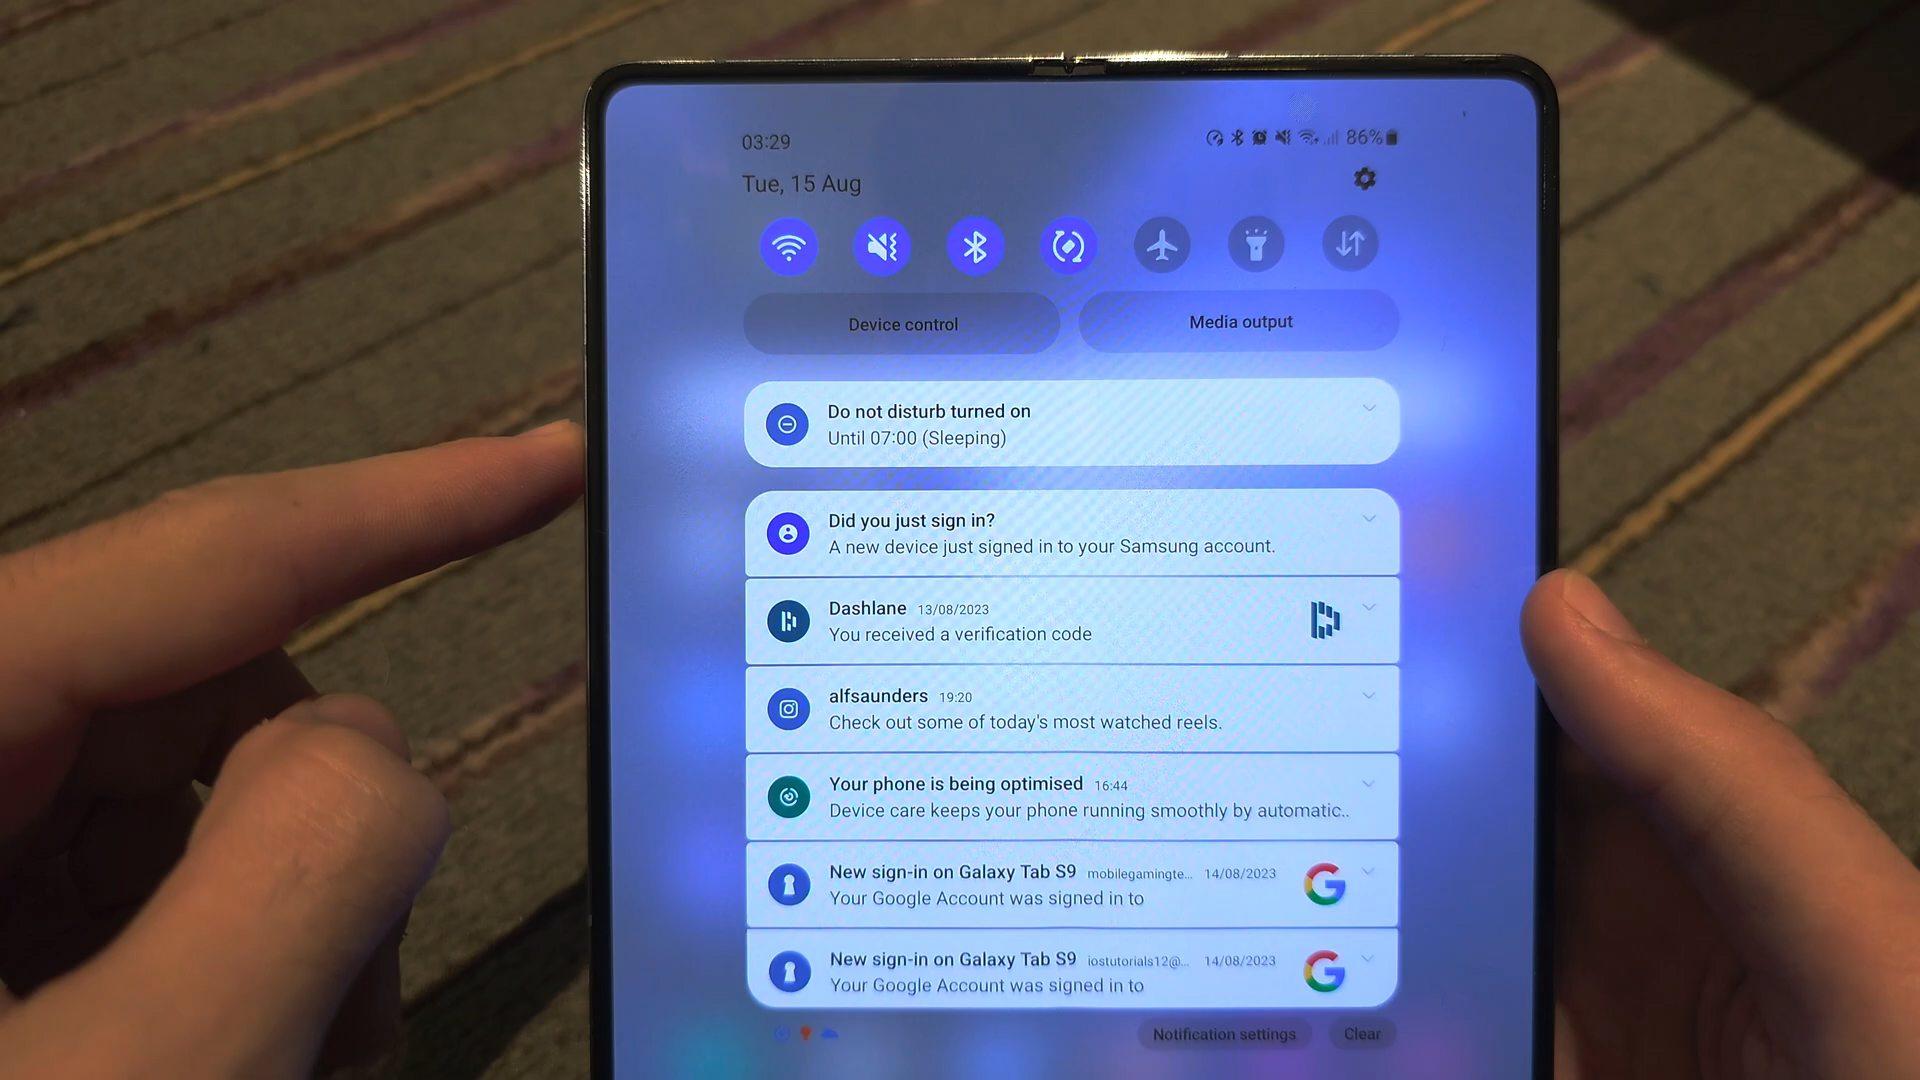 03:29
86%
Tue, 15 Aug
Device control
Media output
Do not disturb turned on
Until 07:00 (Sleeping)
Did you just sign in?
A new device just signed in to your Samsung account.
Dashlane 13/08/2023
You received a verification code
alfsaunders 19:20
Check out some of today's most watched reels.
Your phone is being optimised 16:44
Device care keeps your phone running smoothly by automatic..
New sign-in on Galaxy Tab S9 mobilegamingte... 14/08/2023
Your Google Account was signed in to
New sign-in on Galaxy Tab S9 iostutorials12@... 14/08/2023
Your Google Account was signed in to
Notification settings
Clear